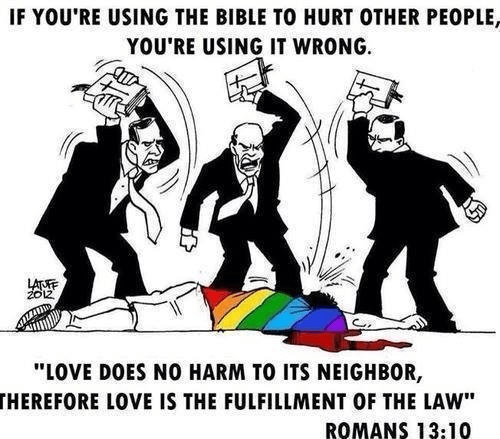 IF YOU'RE USING THE BIBLE TO HURT OTHER PEOPLE,
YOU'RE USING IT WRONG.
LATUFF
2012
"LOVE DOES NO HARM TO ITS NEIGHBOR,
THEREFORE LOVE IS THE FULFILLMENT OF THE LAW"
ROMANS 13:10